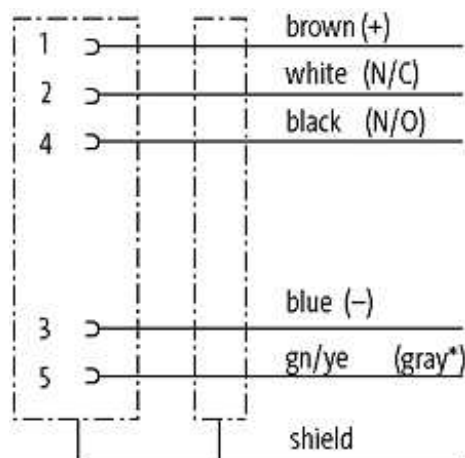 1 brown (+)
2 white (N/C)
4 black (N/O)
3 blue (–)
5 gn/ye (gray*)
shield